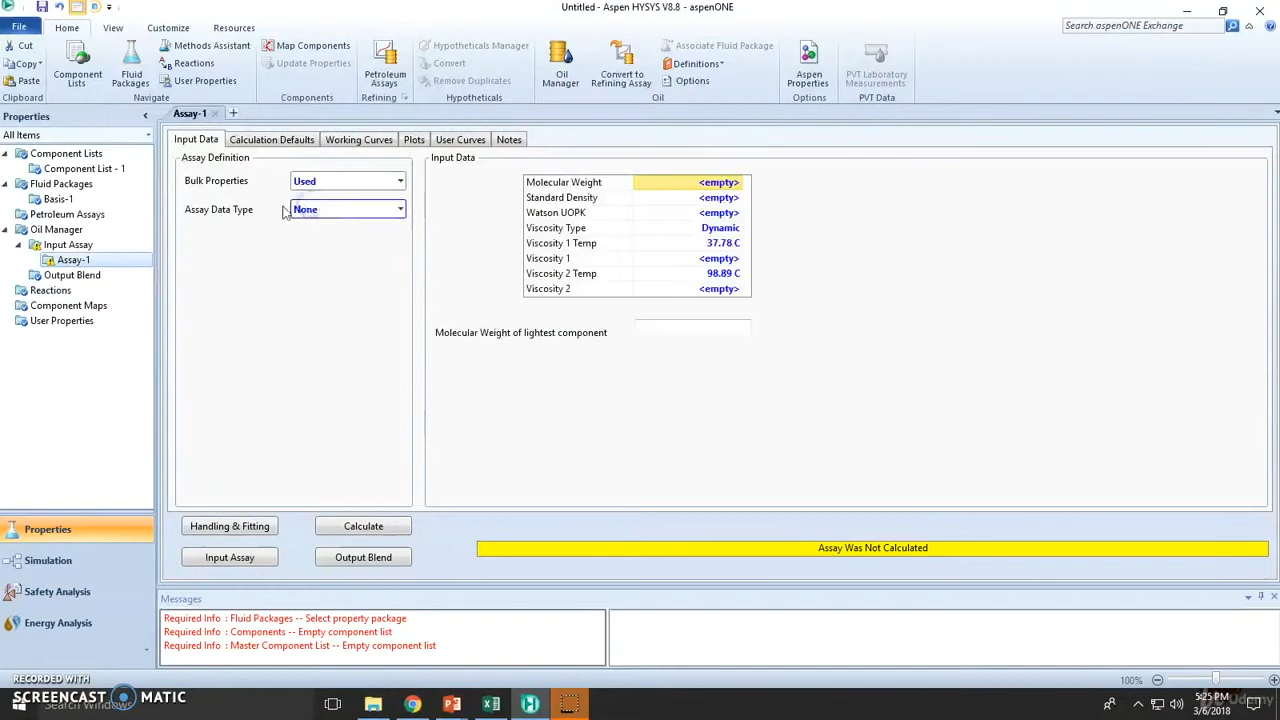 Untitled - Aspen HYSYS V8.8 - aspenONE
File
Home
View
Customize
Resources
Search aspenONE Exchange
Cut
Copy
Paste
Clipboard
Component Lists
Fluid Packages
Methods Assistant
Reactions
User Properties
Navigate
Map Components
Update Properties
Components
Petroleum Assays
Refining
Hypotheticals Manager
Convert
Remove Duplicates
Hypotheticals
Oil Manager
Convert to Refining Assay
Associate Fluid Package
Definitions
Options
Oil
Aspen Properties
Options
PVT Laboratory Measurements
PVT Data
Properties
All Items
Component Lists
Component List - 1
Fluid Packages
Basis-1
Petroleum Assays
Oil Manager
Input Assay
Assay-1
Output Blend
Reactions
Component Maps
User Properties
Properties
Simulation
Safety Analysis
Energy Analysis
Assay-1
Input Data
Calculation Defaults
Working Curves
Plots
User Curves
Notes
Assay Definition
Bulk Properties Used
Assay Data Type None
Input Data
Molecular Weight <empty>
Standard Density <empty>
Watson UOPK <empty>
Viscosity Type Dynamic
Viscosity 1 Temp 37.78 C
Viscosity 1 <empty>
Viscosity 2 Temp 98.89 C
Viscosity 2 <empty>
Molecular Weight of lightest component
Handling & Fitting
Calculate
Input Assay
Output Blend
Assay Was Not Calculated
Messages
Required Info : Fluid Packages -- Select property package
Required Info : Components -- Empty component list
Required Info : Master Component List -- Empty component list
100%
RECORDED WITH
SCREENCAST MATIC
Search Windows
5:25 PM
3/6/2018
Udemy